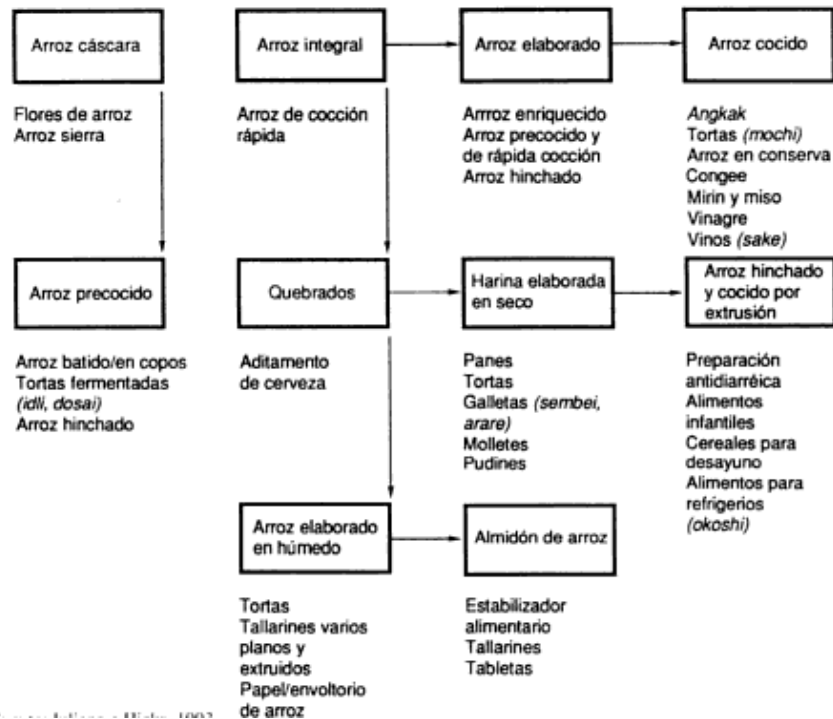 Arroz cáscara
Arroz integral
Arroz elaborado
Arroz cocido
Flores de arroz
Arroz sierra
Arroz de cocción
rápida
Arrroz enriquecido
Arroz precocido y
de rápida cocción
Arroz hinchado
Angkak
Tortas (mochi)
Arroz en conserva
Congee
Mirin y miso
Vinagre
Vinos (sake)
Arroz precocido
Quebrados
Harina elaborada
en seco
Arroz hinchado
y cocido por
extrusión
Arroz batido/en copos
Tortas fermentadas
(idli, dosai)
Arroz hinchado
Aditamento
de cerveza
Panes
Tortas
Galletas (sembei,
arare)
Molletes
Pudines
Preparación
antidiarréica
Alimentos
infantiles
Cereales para
desayuno
Alimentos para
refrigerios
(okoshi)
Arroz elaborado
en húmedo
Almidón de arroz
Tortas
Tallarines varios
planos y
extruidos
Papel/envoltorio
de arroz
Estabilizador
alimentario
Tallarines
Tabletas